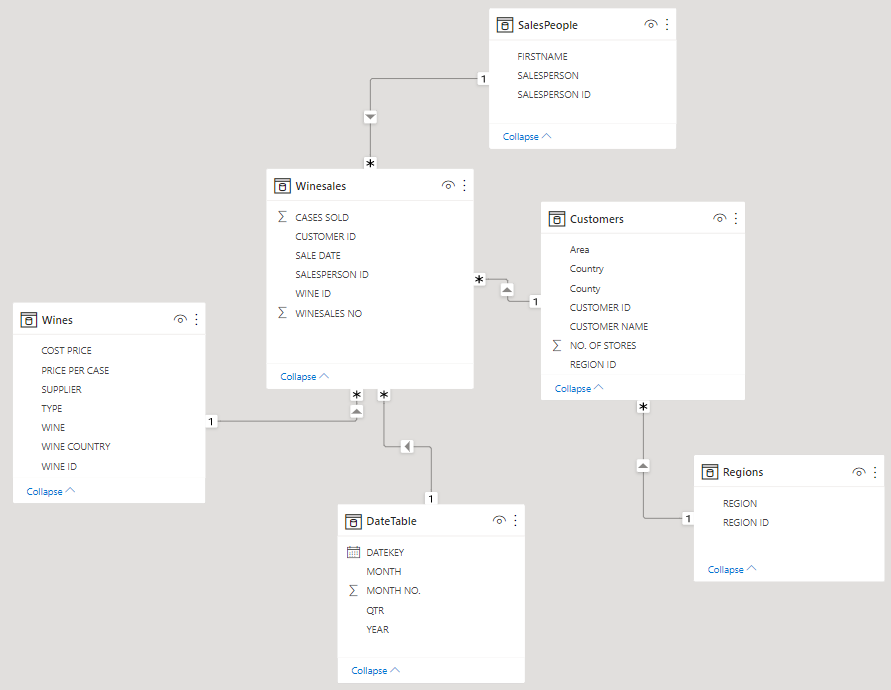 SalesPeople
FIRSTNAME
SALESPERSON
SALESPERSON ID
Collapse
1
*
Winesales
Σ CASES SOLD
CUSTOMER ID
SALE DATE
SALESPERSON ID
WINE ID
Σ WINESALES NO
Collapse
*
1
Customers
Area
Country
County
CUSTOMER ID
CUSTOMER NAME
Σ NO. OF STORES
REGION ID
Collapse
Wines
COST PRICE
PRICE PER CASE
SUPPLIER
TYPE
WINE
WINE COUNTRY
WINE ID
Collapse
1
*
*
1
DateTable
DATEKEY
MONTH
Σ MONTH NO.
QTR
YEAR
Collapse
*
1
Regions
REGION
REGION ID
Collapse